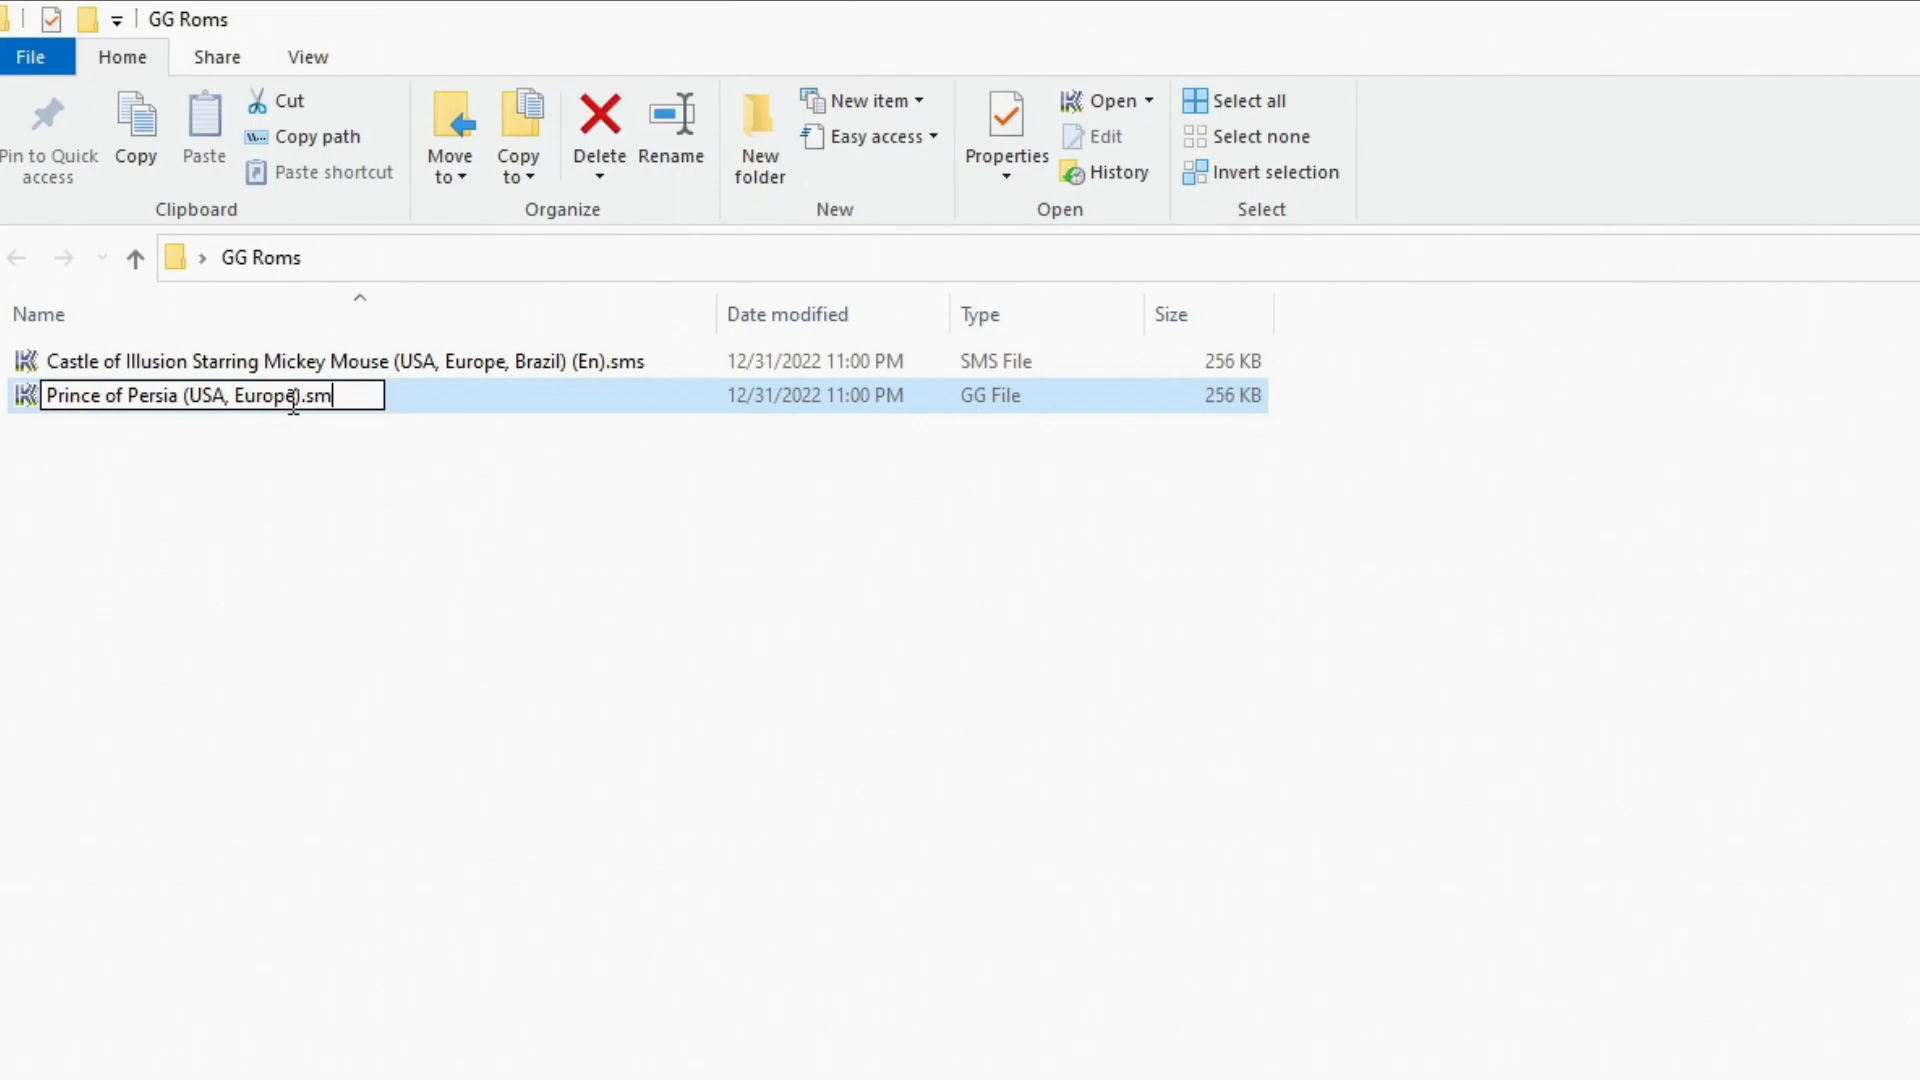 GG Roms
File Home Share View
Pin to Quick access
Copy
Paste
Cut
Copy path
Paste shortcut
Clipboard
Move to
Copy to
Delete
Rename
Organize
New folder
New item
Easy access
New
Properties
Open
Edit
History
Open
Select all
Select none
Invert selection
Select
GG Roms
Name Date modified Type Size
Castle of Illusion Starring Mickey Mouse (USA, Europe, Brazil) (En).sms 12/31/2022 11:00 PM SMS File 256 KB
Prince of Persia (USA, Europe).sm 12/31/2022 11:00 PM GG File 256 KB